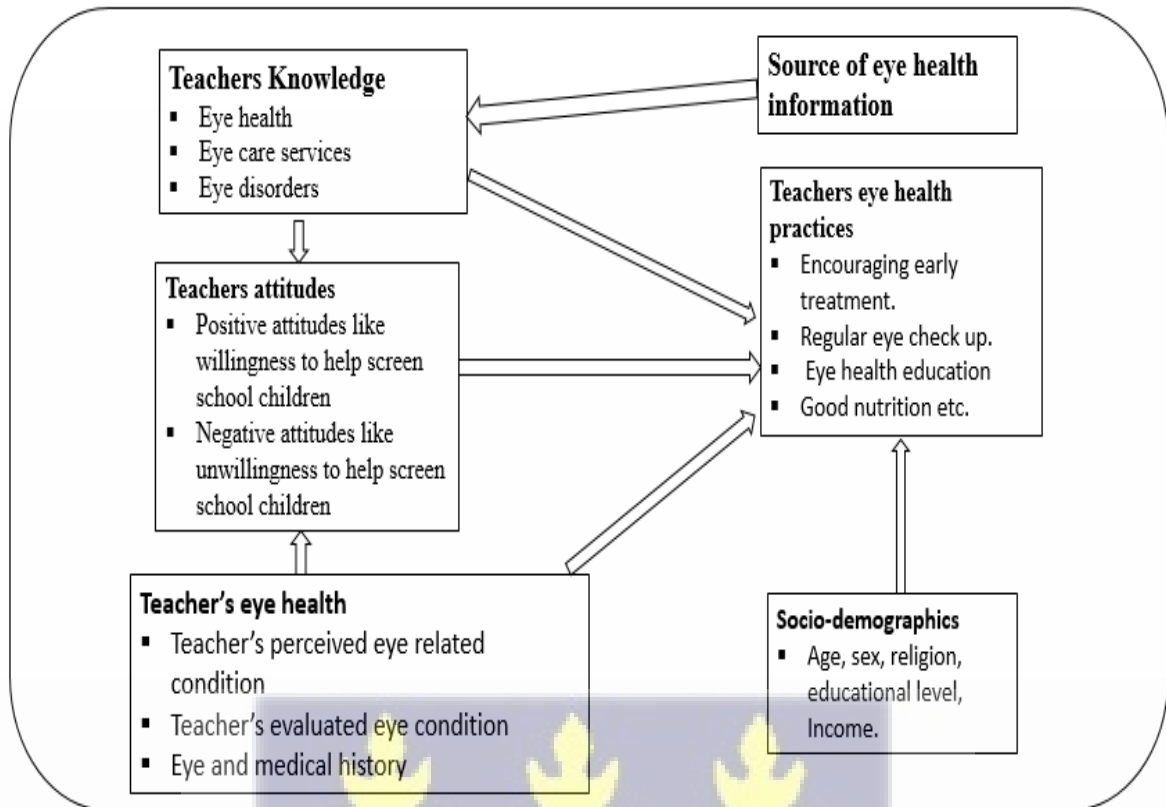 Teachers Knowledge
▪ Eye health
▪ Eye care services
▪ Eye disorders
Source of eye health
information
Teachers eye health
practices
▪ Encouraging early
treatment.
▪ Regular eye check up.
▪ Eye health education
▪ Good nutrition etc.
Teachers attitudes
▪ Positive attitudes like
willingness to help screen
school children
▪ Negative attitudes like
unwillingness to help screen
school children
Teacher’s eye health
▪ Teacher’s perceived eye related
condition
▪ Teacher’s evaluated eye condition
▪ Eye and medical history
Socio-demographics
▪ Age, sex, religion,
educational level,
Income.